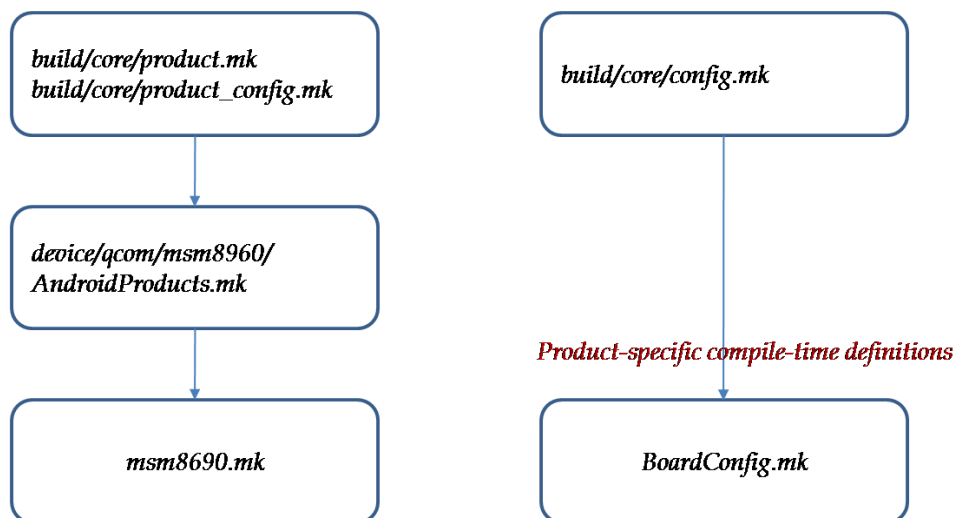 build/core/product.mk
build/core/product_config.mk
build/core/config.mk
device/qcom/msm8960/
AndroidProducts.mk
Product-specific compile-time definitions
msm8690.mk
BoardConfig.mk